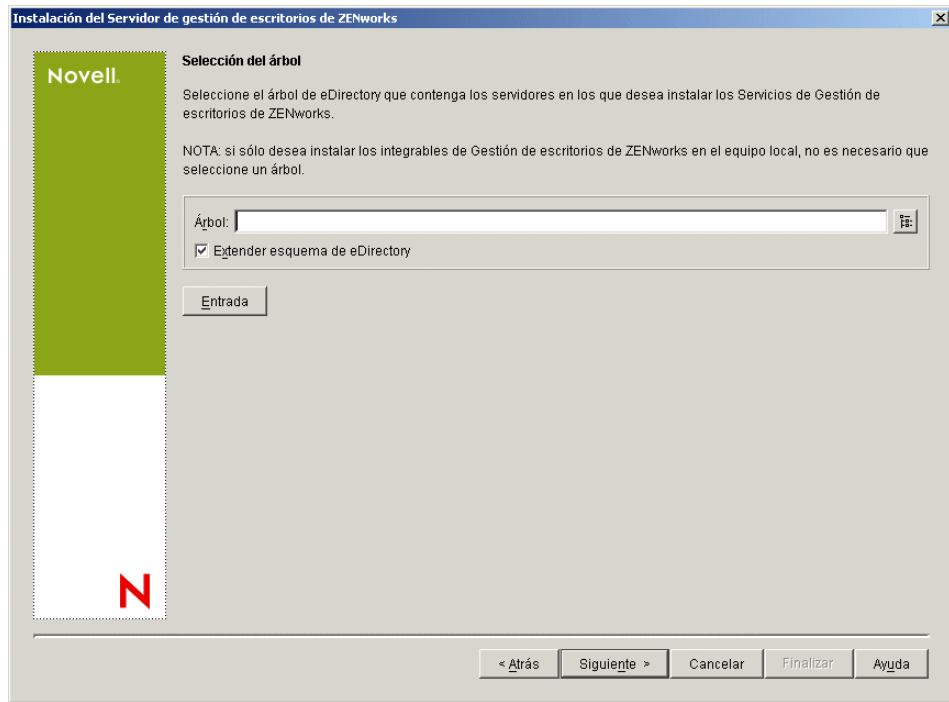 Instalación del Servidor de gestión de escritorios de ZENworks
Novell.
Selección del árbol
Seleccione el árbol de eDirectory que contenga los servidores en los que desea instalar los Servicios de Gestión de
escritorios de ZENworks.
NOTA: si sólo desea instalar los integrables de Gestión de escritorios de ZENworks en el equipo local, no es necesario que
seleccione un árbol.
Árbol:
Extender esquema de eDirectory
Entrada
N
< Atrás Siguiente > Cancelar Finalizar Ayuda